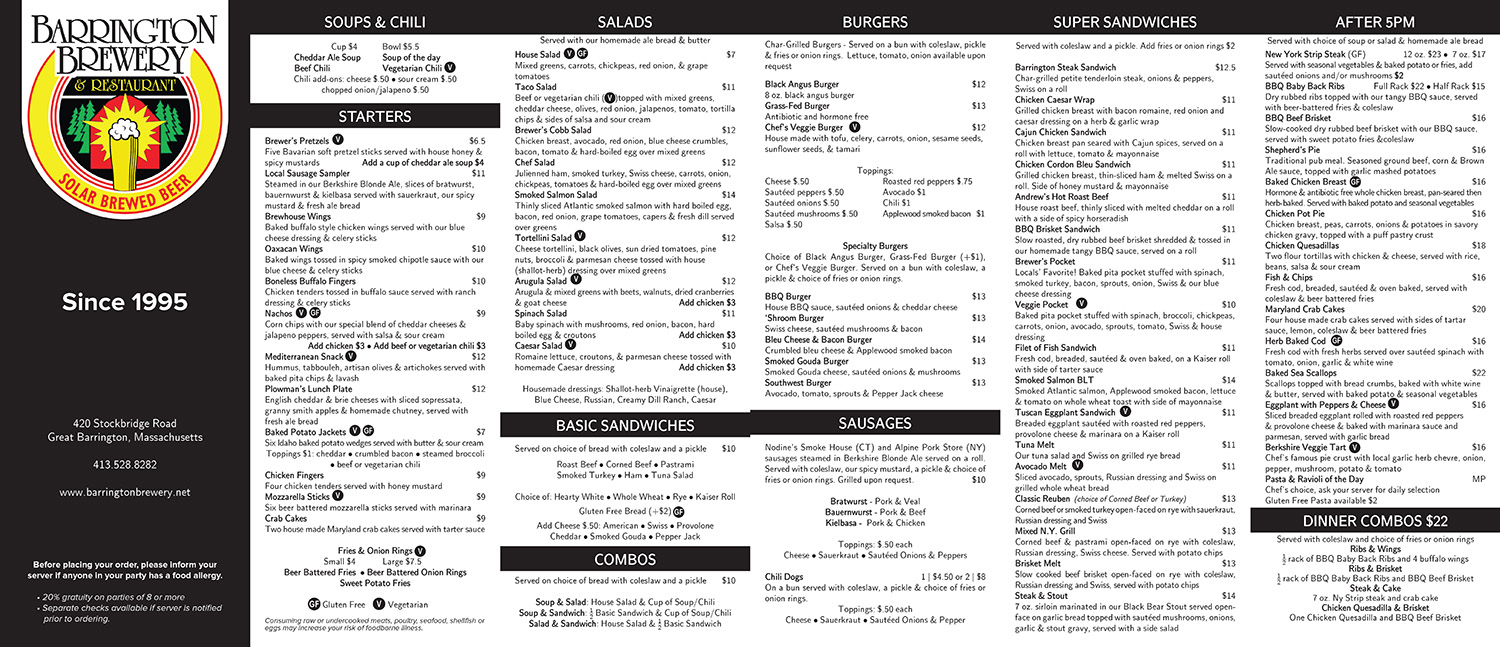 BARRINGTON
BREWERY
& RESTAURANT
SOLAR BREWED BEER
Since 1995
420 Stockbridge Road
Great Barrington, Massachusetts
413.528.8282
www.barringtonbrewery.net
Before placing your order, please inform your
server if anyone in your party has a food allergy.
• 20% gratuity on parties of 8 or more
• Separate checks available if server is notified
prior to ordering.
SOUPS & CHILI
Cup $4 Bowl $5.5
Cheddar Ale Soup Soup of the day
Beef Chili Vegetarian Chili V
Chili add-ons: cheese $.50 • sour cream $.50
chopped onion/jalapeno $.50
STARTERS
Brewer's Pretzels V $6.5
Five Bavarian soft pretzel sticks served with house honey &
spicy mustards Add a cup of cheddar ale soup $4
Local Sausage Sampler $11
Steamed in our Berkshire Blonde Ale, slices of bratwurst,
bauernwurst & kielbasa served with sauerkraut, our spicy
mustard & fresh ale bread
Brewhouse Wings $9
Baked buffalo style chicken wings served with our blue
cheese dressing & celery sticks
Oaxacan Wings $10
Baked wings tossed in spicy smoked chipotle sauce with our
blue cheese & celery sticks
Boneless Buffalo Fingers $10
Chicken tenders tossed in buffalo sauce served with ranch
dressing & celery sticks
Nachos V GF $9
Corn chips with our special blend of cheddar cheeses &
jalapeno peppers, served with salsa & sour cream
Add chicken $3 • Add beef or vegetarian chili $3
Mediterranean Snack V $12
Hummus, tabbouleh, artisan olives & artichokes served with
baked pita chips & lavash
Plowman's Lunch Plate $12
English cheddar & brie cheeses with sliced sopressata,
granny smith apples & homemade chutney, served with
fresh ale bread
Baked Potato Jackets V GF $7
Six Idaho baked potato wedges served with butter & sour cream
Toppings $1: cheddar • crumbled bacon • steamed broccoli
• beef or vegetarian chili
Chicken Fingers $9
Four chicken tenders served with honey mustard
Mozzarella Sticks V $9
Six beer battered mozzarella sticks served with marinara
Crab Cakes $9
Two house made Maryland crab cakes served with tarter sauce
Fries & Onion Rings V
Small $4 Large $7.5
Beer Battered Fries • Beer Battered Onion Rings
Sweet Potato Fries
GF Gluten Free V Vegetarian
Consuming raw or undercooked meats, poultry, seafood, shellfish or
eggs may increase your risk of foodborne illness.
SALADS
Served with our homemade ale bread & butter
House Salad V GF $7
Mixed greens, carrots, chickpeas, red onion, & grape
tomatoes
Taco Salad $11
Beef or vegetarian chili (V)topped with mixed greens,
cheddar cheese, olives, red onion, jalapenos, tomato, tortilla
chips & sides of salsa and sour cream
Brewer's Cobb Salad $12
Chicken breast, avocado, red onion, blue cheese crumbles,
bacon, tomato & hard-boiled egg over mixed greens
Chef Salad $12
Julienned ham, smoked turkey, Swiss cheese, carrots, onion,
chickpeas, tomatoes & hard-boiled egg over mixed greens
Smoked Salmon Salad $14
Thinly sliced Atlantic smoked salmon with hard boiled egg,
bacon, red onion, grape tomatoes, capers & fresh dill served
over greens
Tortellini Salad V $12
Cheese tortellini, black olives, sun dried tomatoes, pine
nuts, broccoli & parmesan cheese tossed with house
(shallot-herb) dressing over mixed greens
Arugula Salad V $12
Arugula & mixed greens with beets, walnuts, dried cranberries
& goat cheese Add chicken $3
Spinach Salad $11
Baby spinach with mushrooms, red onion, bacon, hard
boiled egg & croutons Add chicken $3
Caesar Salad V $10
Romaine lettuce, croutons, & parmesan cheese tossed with
homemade Caesar dressing Add chicken $3
Housemade dressings: Shallot-herb Vinaigrette (house),
Blue Cheese, Russian, Creamy Dill Ranch, Caesar
BASIC SANDWICHES
Served on choice of bread with coleslaw and a pickle $10
Roast Beef • Corned Beef • Pastrami
Smoked Turkey • Ham • Tuna Salad
Choice of: Hearty White • Whole Wheat • Rye • Kaiser Roll
Gluten Free Bread (+$2) GF
Add Cheese $.50: American • Swiss • Provolone
Cheddar • Smoked Gouda • Pepper Jack
COMBOS
Served on choice of bread with coleslaw and a pickle $10
Soup & Salad: House Salad & Cup of Soup/Chili
Soup & Sandwich: ½ Basic Sandwich & Cup of Soup/Chili
Salad & Sandwich: House Salad & ½ Basic Sandwich
BURGERS
Char-Grilled Burgers - Served on a bun with coleslaw, pickle
& fries or onion rings. Lettuce, tomato, onion available upon
request
Black Angus Burger $12
8 oz. black angus burger
Grass-Fed Burger $13
Antibiotic and hormone free
Chef's Veggie Burger V $12
House made with tofu, celery, carrots, onion, sesame seeds,
sunflower seeds, & tamari
Toppings:
Cheese $.50 Roasted red peppers $.75
Sautéed peppers $.50 Avocado $1
Sautéed onions $.50 Chili $1
Sautéed mushrooms $.50 Applewood smoked bacon $1
Salsa $.50
Specialty Burgers
Choice of Black Angus Burger, Grass-Fed Burger (+$1),
or Chef's Veggie Burger. Served on a bun with coleslaw, a
pickle & choice of fries or onion rings.
BBQ Burger $13
House BBQ sauce, sautéed onions & cheddar cheese
'Shroom Burger $13
Swiss cheese, sautéed mushrooms & bacon
Bleu Cheese & Bacon Burger $14
Crumbled bleu cheese & Applewood smoked bacon
Smoked Gouda Burger $13
Smoked Gouda cheese, sautéed onions & mushrooms
Southwest Burger $13
Avocado, tomato, sprouts & Pepper Jack cheese
SAUSAGES
Nodine's Smoke House (CT) and Alpine Pork Store (NY)
sausages steamed in Berkshire Blonde Ale served on a roll.
Served with coleslaw, our spicy mustard, a pickle & choice of
fries or onion rings. Grilled upon request. $10
Bratwurst - Pork & Veal
Bauernwurst - Pork & Beef
Kielbasa - Pork & Chicken
Toppings: $.50 each
Cheese • Sauerkraut • Sautéed Onions & Peppers
Chili Dogs 1 | $4.50 or 2 | $8
On a bun served with coleslaw, a pickle & choice of fries or
onion rings.
Toppings: $.50 each
Cheese • Sauerkraut • Sautéed Onions & Pepper
SUPER SANDWICHES
Served with coleslaw and a pickle. Add fries or onion rings $2
Barrington Steak Sandwich $12.5
Char-grilled petite tenderloin steak, onions & peppers,
Swiss on a roll
Chicken Caesar Wrap $11
Grilled chicken breast with bacon romaine, red onion and
caesar dressing on a herb & garlic wrap
Cajun Chicken Sandwich $11
Chicken breast pan seared with Cajun spices, served on a
roll with lettuce, tomato & mayonnaise
Chicken Cordon Bleu Sandwich $11
Grilled chicken breast, thin-sliced ham & melted Swiss on a
roll. Side of honey mustard & mayonnaise
Andrew's Hot Roast Beef $11
House roast beef, thinly sliced with melted cheddar on a roll
with a side of spicy horseradish
BBQ Brisket Sandwich $11
Slow roasted, dry rubbed beef brisket shredded & tossed in
our homemade tangy BBQ sauce, served on a roll
Brewer's Pocket $11
Locals' Favorite! Baked pita pocket stuffed with spinach,
smoked turkey, bacon, sprouts, onion, Swiss & our blue
cheese dressing
Veggie Pocket V $10
Baked pita pocket stuffed with spinach, broccoli, chickpeas,
carrots, onion, avocado, sprouts, tomato, Swiss & house
dressing
Filet of Fish Sandwich $11
Fresh cod, breaded, sautéed & oven baked, on a Kaiser roll
with side of tarter sauce
Smoked Salmon BLT $14
Smoked Atlantic salmon, Applewood smoked bacon, lettuce
& tomato on whole wheat toast with side of mayonnaise
Tuscan Eggplant Sandwich V $11
Breaded eggplant sautéed with roasted red peppers,
provolone cheese & marinara on a Kaiser roll
Tuna Melt $11
Our tuna salad and Swiss on grilled rye bread
Avocado Melt V $11
Sliced avocado, sprouts, Russian dressing and Swiss on
grilled whole wheat bread
Classic Reuben (choice of Corned Beef or Turkey) $13
Corned beef or smoked turkey open-faced on rye with sauerkraut,
Russian dressing and Swiss
Mixed N.Y. Grill $13
Corned beef & pastrami open-faced on rye with coleslaw,
Russian dressing, Swiss cheese. Served with potato chips
Brisket Melt $13
Slow cooked beef brisket open-faced on rye with coleslaw,
Russian dressing and Swiss, served with potato chips
Steak & Stout $14
7 oz. sirloin marinated in our Black Bear Stout served open-
face on garlic bread topped with sautéed mushrooms, onions,
garlic & stout gravy, served with a side salad
AFTER 5PM
Served with choice of soup or salad & homemade ale bread
New York Strip Steak (GF) 12 oz. $23 • 7 oz. $17
Served with seasonal vegetables & baked potato or fries, add
sautéed onions and/or mushrooms $2
BBQ Baby Back Ribs Full Rack $22 • Half Rack $15
Dry rubbed ribs topped with our tangy BBQ sauce, served
with beer-battered fries & coleslaw
BBQ Beef Brisket $16
Slow-cooked dry rubbed beef brisket with our BBQ sauce,
served with sweet potato fries &coleslaw
Shepherd's Pie $16
Traditional pub meal. Seasoned ground beef, corn & Brown
Ale sauce, topped with garlic mashed potatoes
Baked Chicken Breast GF $16
Hormone & antibiotic free whole chicken breast, pan-seared then
herb-baked. Served with baked potato and seasonal vegetables
Chicken Pot Pie $16
Chicken breast, peas, carrots, onions & potatoes in savory
chicken gravy, topped with a puff pastry crust
Chicken Quesadillas $18
Two flour tortillas with chicken & cheese, served with rice,
beans, salsa & sour cream
Fish & Chips $16
Fresh cod, breaded, sautéed & oven baked, served with
coleslaw & beer battered fries
Maryland Crab Cakes $20
Four house made crab cakes served with sides of tartar
sauce, lemon, coleslaw & beer battered fries
Herb Baked Cod GF $16
Fresh cod with fresh herbs served over sautéed spinach with
tomato, onion, garlic & white wine
Baked Sea Scallops $22
Scallops topped with bread crumbs, baked with white wine
& butter, served with baked potato & seasonal vegetables
Eggplant with Peppers & Cheese V $16
Sliced breaded eggplant rolled with roasted red peppers
& provolone cheese & baked with marinara sauce and
parmesan, served with garlic bread
Berkshire Veggie Tart V $16
Chef's famous pie crust with local garlic herb chevre, onion,
pepper, mushroom, potato & tomato
Pasta & Ravioli of the Day MP
Chef's choice, ask your server for daily selection
Gluten Free Pasta available $2
DINNER COMBOS $22
Served with coleslaw and choice of fries or onion rings
Ribs & Wings
½ rack of BBQ Baby Back Ribs and 4 buffalo wings
Ribs & Brisket
½ rack of BBQ Baby Back Ribs and BBQ Beef Brisket
Steak & Cake
7 oz. Ny Strip steak and crab cake
Chicken Quesadilla & Brisket
One Chicken Quesadilla and BBQ Beef Brisket